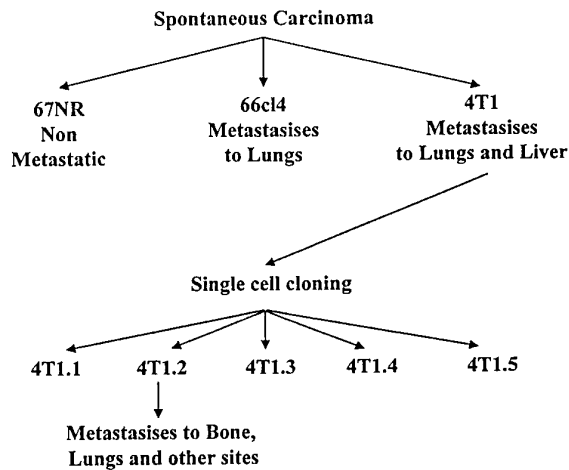 Spontaneous Carcinoma
67NR
Non
Metastatic
66cl4
Metastasises
to Lungs
4T1
Metastasises
to Lungs and Liver
Single cell cloning
4T1.1
4T1.2
4T1.3
4T1.4
4T1.5
Metastasises to Bone,
Lungs and other sites